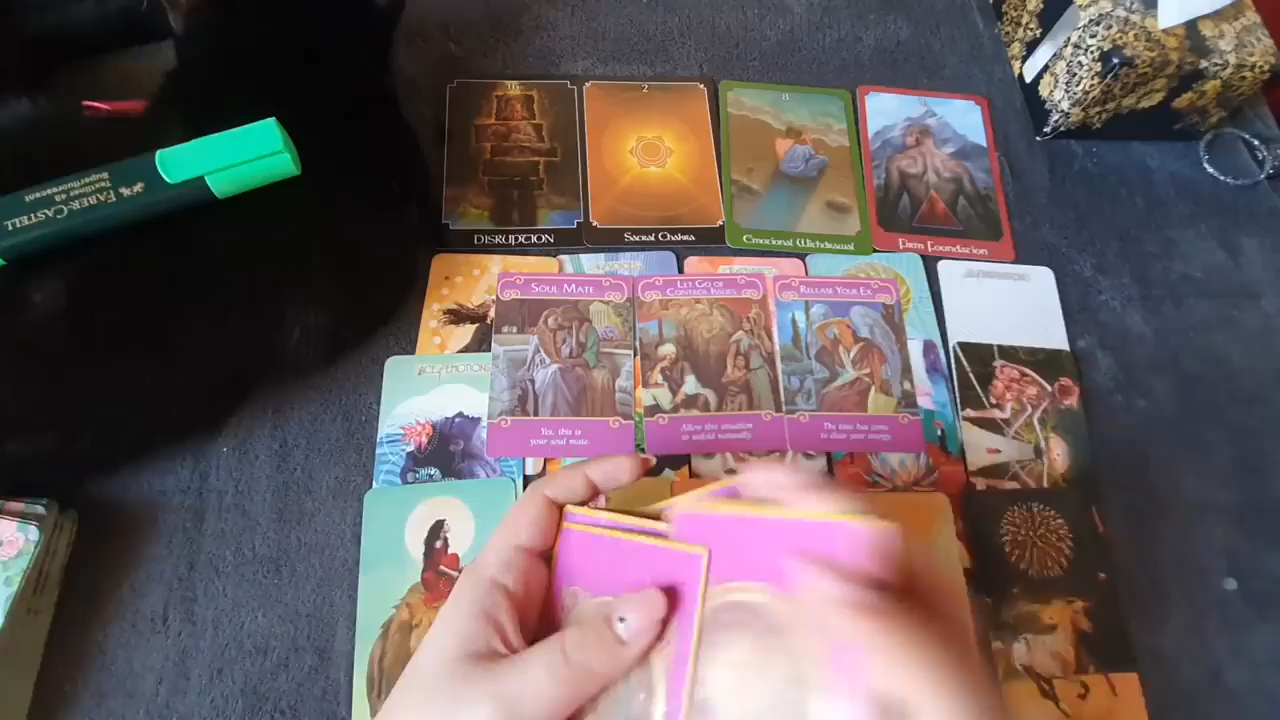 16
2
8
DISRUPTION
Sacral Chakra
Emotional Withdrawal
Firm Foundation
FABER-CASTELL
Textliner 48
Superfluorescent
SOUL MATE
LET GO OF
CONTROL ISSUES
RELEASE YOUR EX
ACE of EMOTIONS
Yes, this is
your soul mate.
Allow this situation
to unfold naturally.
The time has come
to clear your energy.